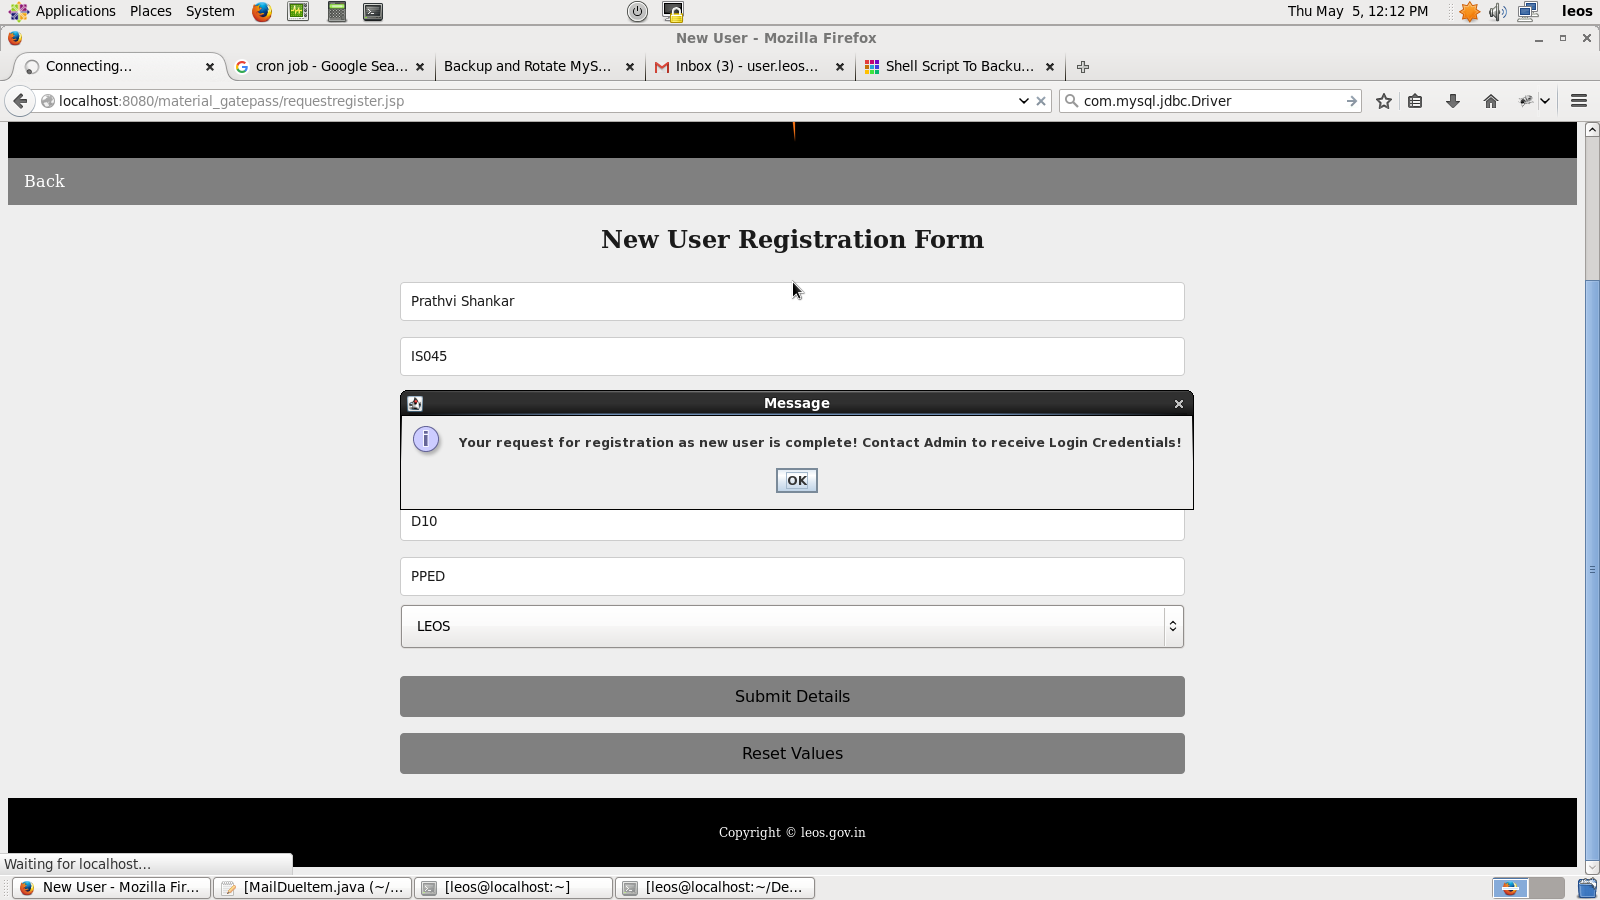 Applications Places System Thu May 5, 12:12 PM leos
New User - Mozilla Firefox
Connecting... cron job - Google Sea... Backup and Rotate MyS... Inbox (3) - user.leos... Shell Script To Backu...
localhost:8080/material_gatepass/requestregister.jsp com.mysql.jdbc.Driver
Back
New User Registration Form
Prathvi Shankar
IS045
Message
Your request for registration as new user is complete! Contact Admin to receive Login Credentials!
OK
D10
PPED
LEOS
Submit Details
Reset Values
Copyright © leos.gov.in
Waiting for localhost...
New User - Mozilla Fir... [MailDueItem.java (~/... [leos@localhost:~] [leos@localhost:~/De...